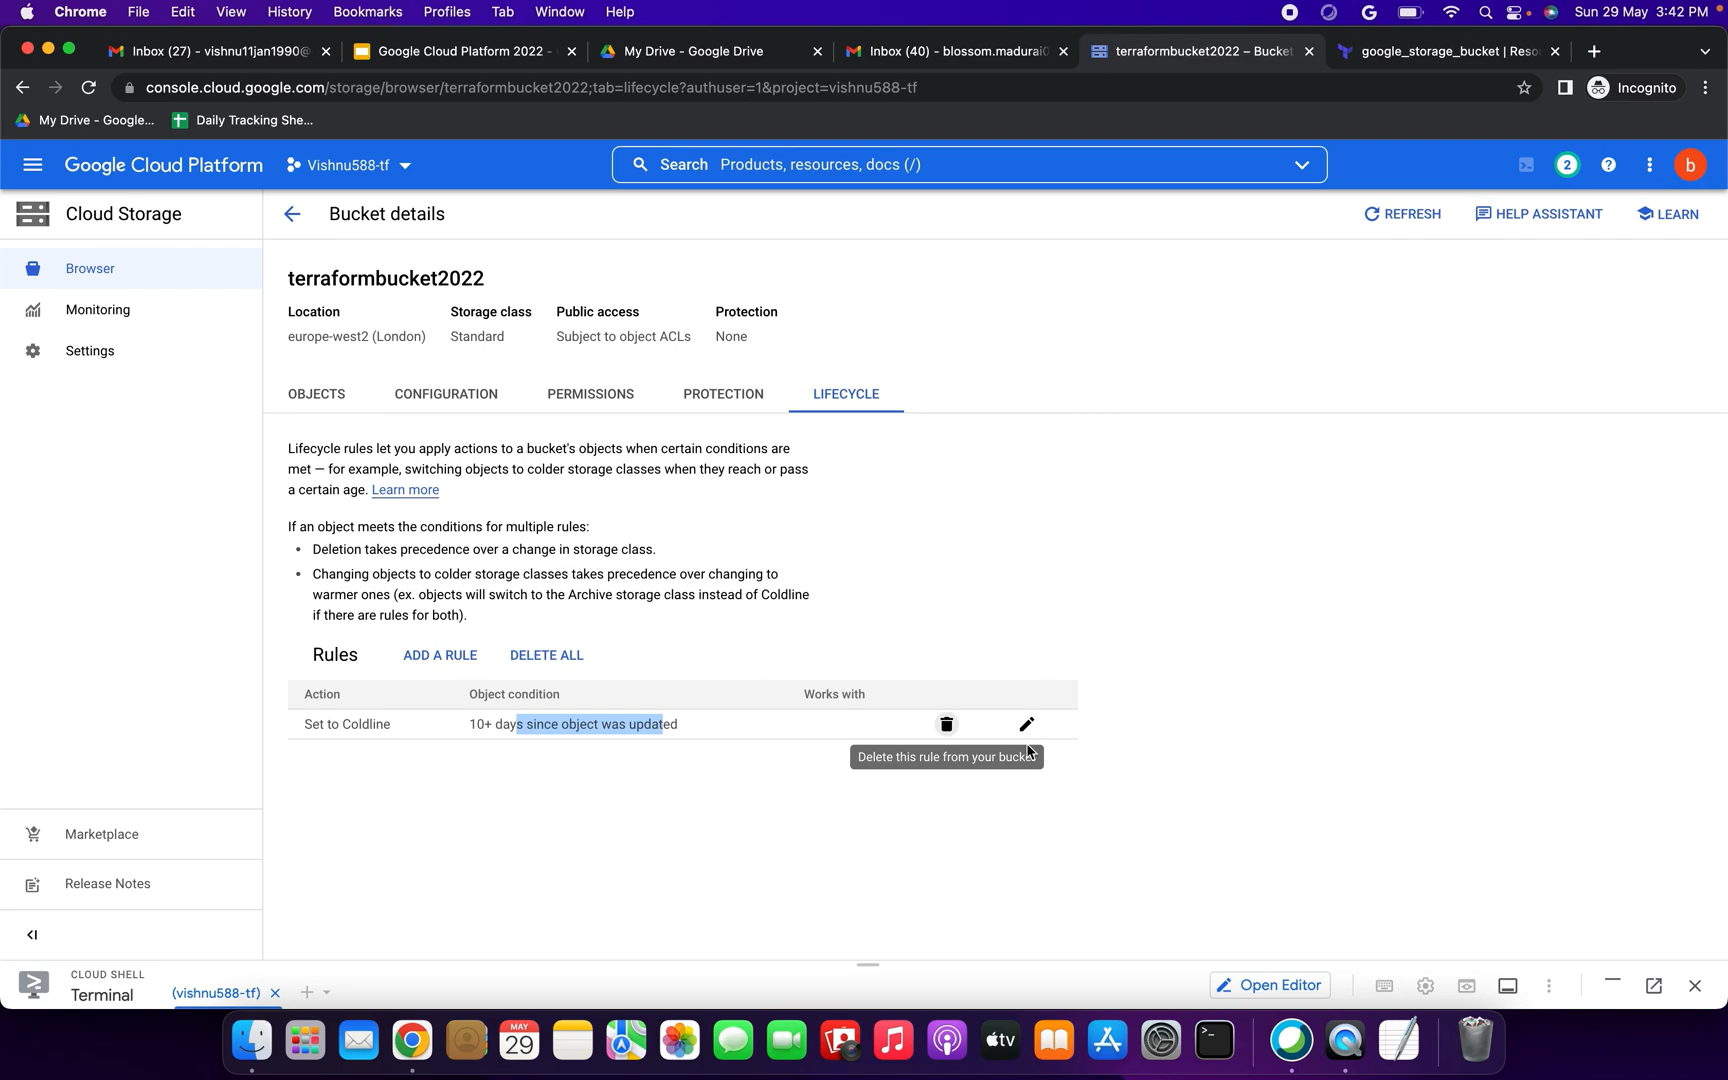 Chrome File Edit View History Bookmarks Profiles Tab Window Help Sun 29 May 3:42 PM
Inbox (27) - vishnu11jan1990@ Google Cloud Platform 2022 - My Drive - Google Drive Inbox (40) - blossom.madurai terraformbucket2022 – Bucket google_storage_bucket | Reso
console.cloud.google.com/storage/browser/terraformbucket2022;tab=lifecycle?authuser=1&project=vishnu588-tf Incognito
My Drive - Google... Daily Tracking She...
Google Cloud Platform Vishnu588-tf Search Products, resources, docs (/) 2 b
Cloud Storage Bucket details REFRESH HELP ASSISTANT LEARN
Browser
Monitoring
Settings
terraformbucket2022
Location Storage class Public access Protection
europe-west2 (London) Standard Subject to object ACLs None
OBJECTS CONFIGURATION PERMISSIONS PROTECTION LIFECYCLE
Lifecycle rules let you apply actions to a bucket's objects when certain conditions are
met — for example, switching objects to colder storage classes when they reach or pass
a certain age. Learn more
If an object meets the conditions for multiple rules:
• Deletion takes precedence over a change in storage class.
• Changing objects to colder storage classes takes precedence over changing to
warmer ones (ex. objects will switch to the Archive storage class instead of Coldline
if there are rules for both).
Rules ADD A RULE DELETE ALL
Action Object condition Works with
Set to Coldline 10+ days since object was updated
Delete this rule from your bucket
Marketplace
Release Notes
CLOUD SHELL
Terminal (vishnu588-tf) Open Editor
MAY
29
tv